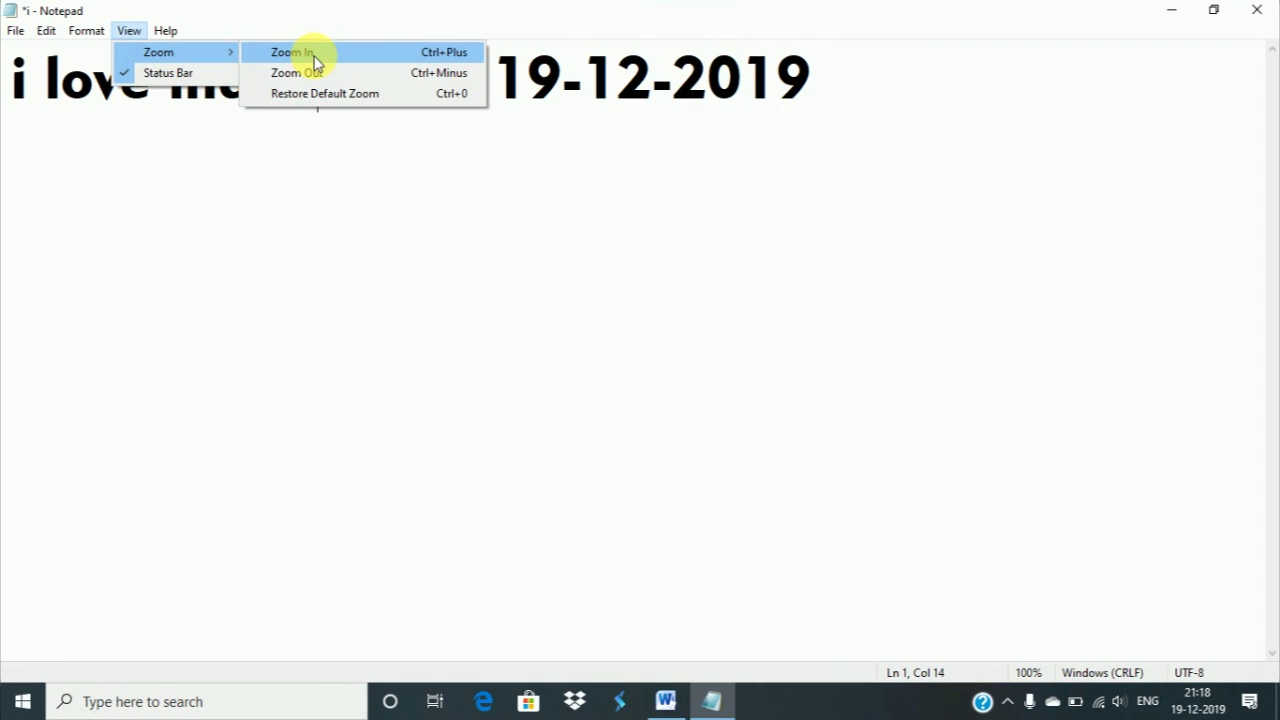 *i - Notepad
File Edit Format View Help
Zoom
Status Bar
Zoom In Ctrl+Plus
Zoom Out Ctrl+Minus
Restore Default Zoom Ctrl+0
i love 19-12-2019
Ln 1, Col 14 100% Windows (CRLF) UTF-8
Type here to search
ENG
21:18
19-12-2019